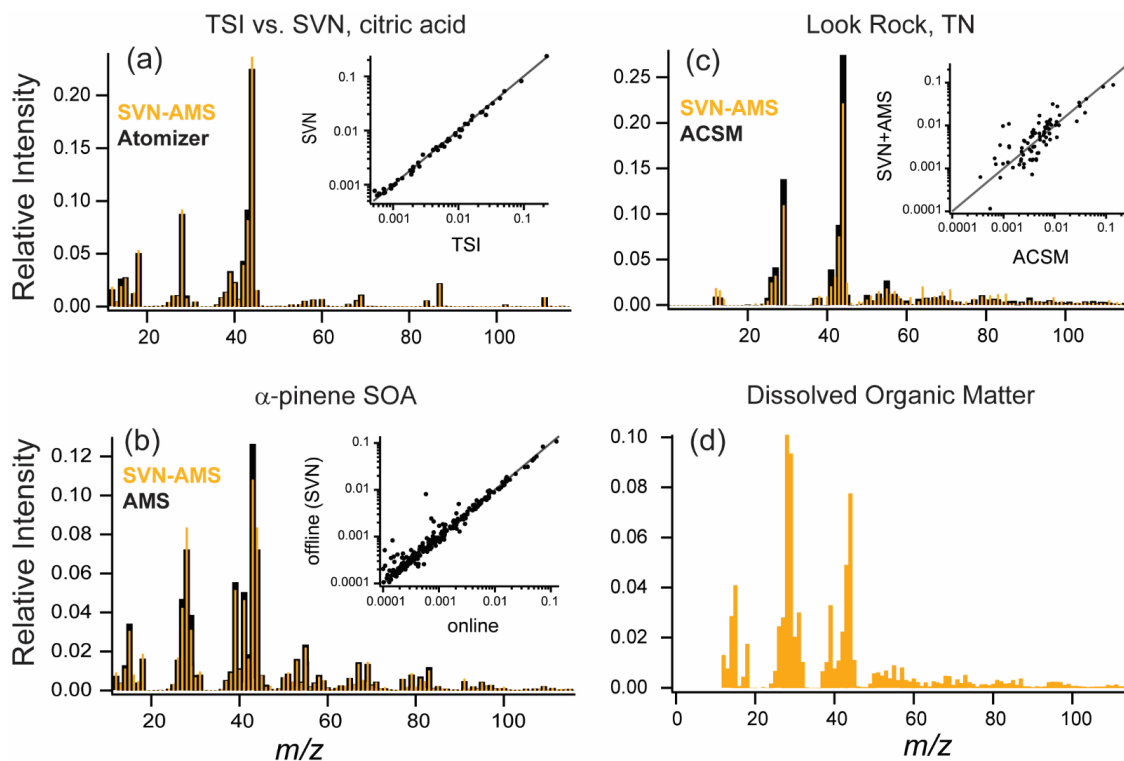 TSI vs. SVN, citric acid
(a)
SVN-AMS
Atomizer
Relative Intensity
0.20
0.15
0.10
0.05
0.00
20
40
60
80
100
SVN
0.1
0.01
0.001
0.001
0.01
0.1
TSI
Look Rock, TN
(c)
SVN-AMS
ACSM
0.25
0.20
0.15
0.10
0.05
0.00
20
40
60
80
100
SVN+AMS
0.1
0.01
0.001
0.0001
0.0001
0.001
0.01
0.1
ACSM
α-pinene SOA
(b)
SVN-AMS
AMS
Relative Intensity
0.12
0.10
0.08
0.06
0.04
0.02
0.00
20
40
60
80
100
m/z
offline (SVN)
0.1
0.01
0.001
0.0001
0.0001
0.001
0.01
0.1
online
Dissolved Organic Matter
(d)
0.10
0.08
0.06
0.04
0.02
0.00
0
20
40
60
80
100
m/z